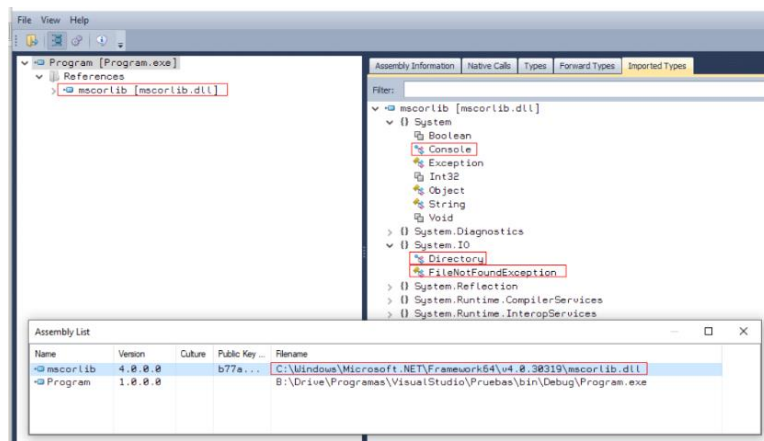 File View Help
Program [Program.exe]
References
mscorlib [mscorlib.dll]
Assembly Information Native Calls Types Forward Types Imported Types
Filter:
mscorlib [mscorlib.dll]
{} System
Boolean
Console
Exception
Int32
Object
String
Void
{} System.Diagnostics
{} System.IO
Directory
FileNotFoundException
{} System.Reflection
{} System.Runtime.CompilerServices
{} System.Runtime.InteropServices
Assembly List
Name Version Culture Public Key ... Filename
mscorlib 4.0.0.0 b77a... C:\Windows\Microsoft.NET\Framework64\v4.0.30319\mscorlib.dll
Program 1.0.0.0 B:\Drive\Programas\VisualStudio\Pruebas\bin\Debug\Program.exe